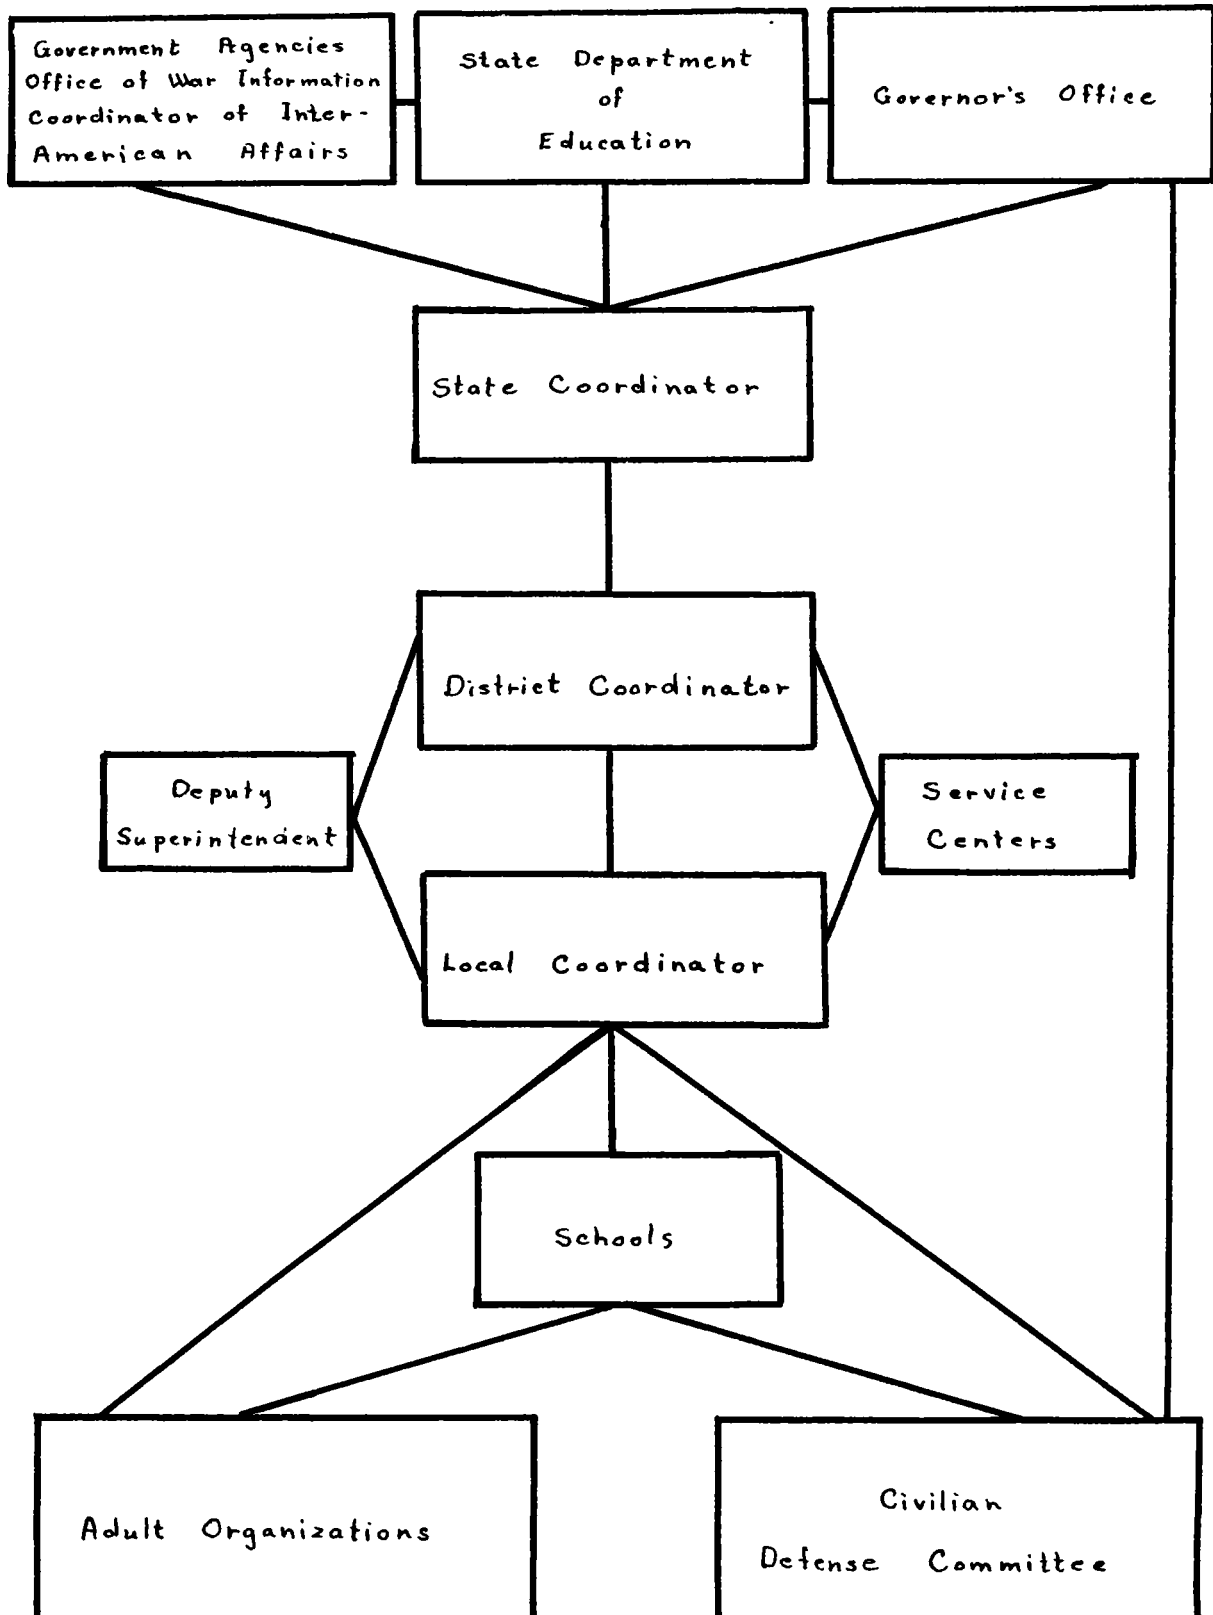 Government Agencies
Office of War Information
Coordinator of Inter-
American Affairs
State Department
of
Education
Governor's Office
State Coordinator
District Coordinator
Deputy
Superintendent
Service
Centers
Local Coordinator
Schools
Adult Organizations
Civilian
Defense Committee